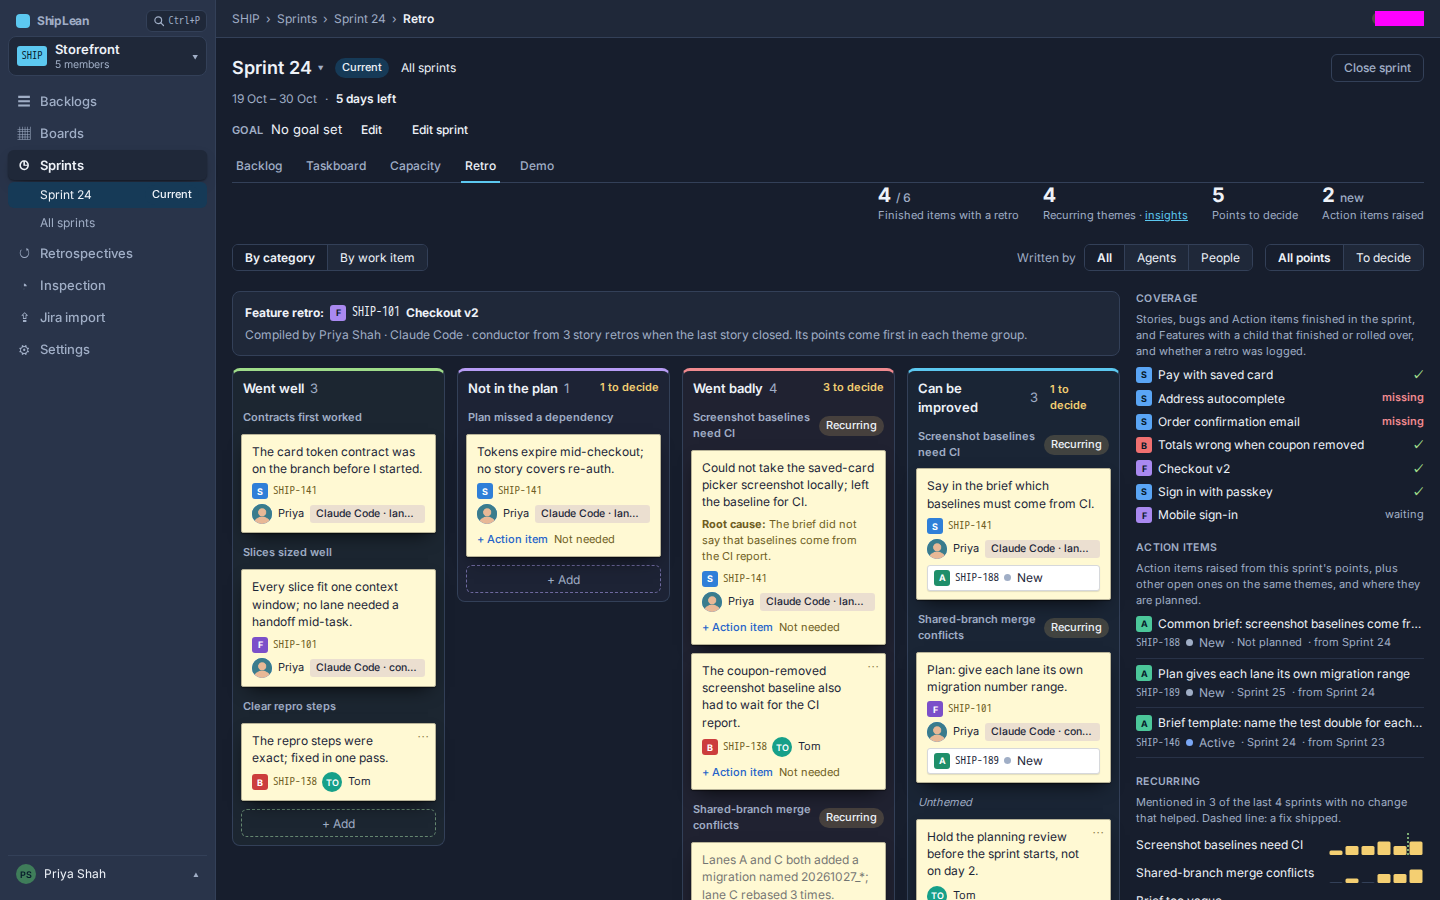 ShipLean
Ctrl+P
SHIP
Storefront
5 members
Backlogs
Boards
Sprints
Sprint 24
Current
All sprints
Retrospectives
Inspection
Jira import
Settings
PS
Priya Shah
SHIP › Sprints › Sprint 24 › Retro
Sprint 24
Current
All sprints
Close sprint
19 Oct – 30 Oct · 5 days left
GOAL No goal set Edit Edit sprint
Backlog Taskboard Capacity Retro Demo
4 / 6
Finished items with a retro
4
Recurring themes · insights
5
Points to decide
2 new
Action items raised
By category By work item
Written by All Agents People
All points To decide
Feature retro: F SHIP-101 Checkout v2
Compiled by Priya Shah · Claude Code · conductor from 3 story retros when the last story closed. Its points come first in each theme group.
Went well 3
Contracts first worked
The card token contract was
on the branch before I started.
S SHIP-141
Priya Claude Code · lan...
Slices sized well
Every slice fit one context
window; no lane needed a
handoff mid-task.
F SHIP-101
Priya Claude Code · con...
Clear repro steps
The repro steps were
exact; fixed in one pass.
B SHIP-138 TO Tom
+ Add
Not in the plan 1
1 to decide
Plan missed a dependency
Tokens expire mid-checkout;
no story covers re-auth.
S SHIP-141
Priya Claude Code · lan...
+ Action item Not needed
+ Add
Went badly 4
3 to decide
Screenshot baselines
need CI
Recurring
Could not take the saved-card
picker screenshot locally; left
the baseline for CI.
Root cause: The brief did not
say that baselines come from
the CI report.
S SHIP-141
Priya Claude Code · lan...
+ Action item Not needed
The coupon-removed
screenshot baseline also
had to wait for the CI
report.
B SHIP-138 TO Tom
+ Action item Not needed
Shared-branch merge
conflicts
Recurring
Lanes A and C both added a
migration named 20261027_*;
lane C rebased 3 times.
Can be
improved
3
1 to
decide
Screenshot baselines
need CI
Recurring
Say in the brief which
baselines must come from CI.
S SHIP-141
Priya Claude Code · lan...
A SHIP-188 New
Shared-branch merge
conflicts
Recurring
Plan: give each lane its own
migration number range.
F SHIP-101
Priya Claude Code · con...
A SHIP-189 New
Unthemed
Hold the planning review
before the sprint starts, not
on day 2.
TO Tom
COVERAGE
Stories, bugs and Action items finished in the sprint,
and Features with a child that finished or rolled over,
and whether a retro was logged.
S Pay with saved card ✓
S Address autocomplete missing
S Order confirmation email missing
B Totals wrong when coupon removed ✓
F Checkout v2 ✓
S Sign in with passkey ✓
F Mobile sign-in waiting
ACTION ITEMS
Action items raised from this sprint's points, plus
other open ones on the same themes, and where they
are planned.
A Common brief: screenshot baselines come fr...
SHIP-188 New · Not planned · from Sprint 24
A Plan gives each lane its own migration range
SHIP-189 New · Sprint 25 · from Sprint 24
A Brief template: name the test double for each...
SHIP-146 Active · Sprint 24 · from Sprint 23
RECURRING
Mentioned in 3 of the last 4 sprints with no change
that helped. Dashed line: a fix shipped.
Screenshot baselines need CI
Shared-branch merge conflicts
Brief too vague